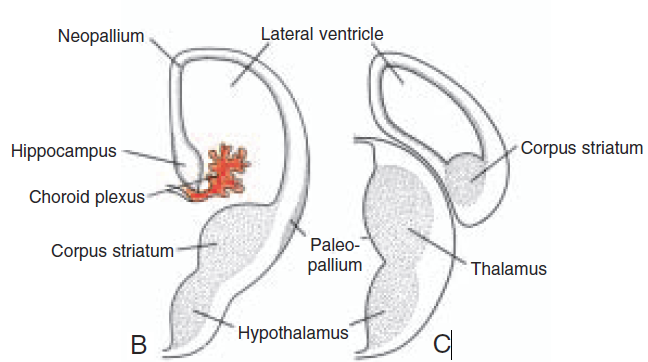 Neopallium
Lateral ventricle
Hippocampus
Corpus striatum
Choroid plexus
Corpus striatum
Paleo-
pallium
Thalamus
Hypothalamus
B
C